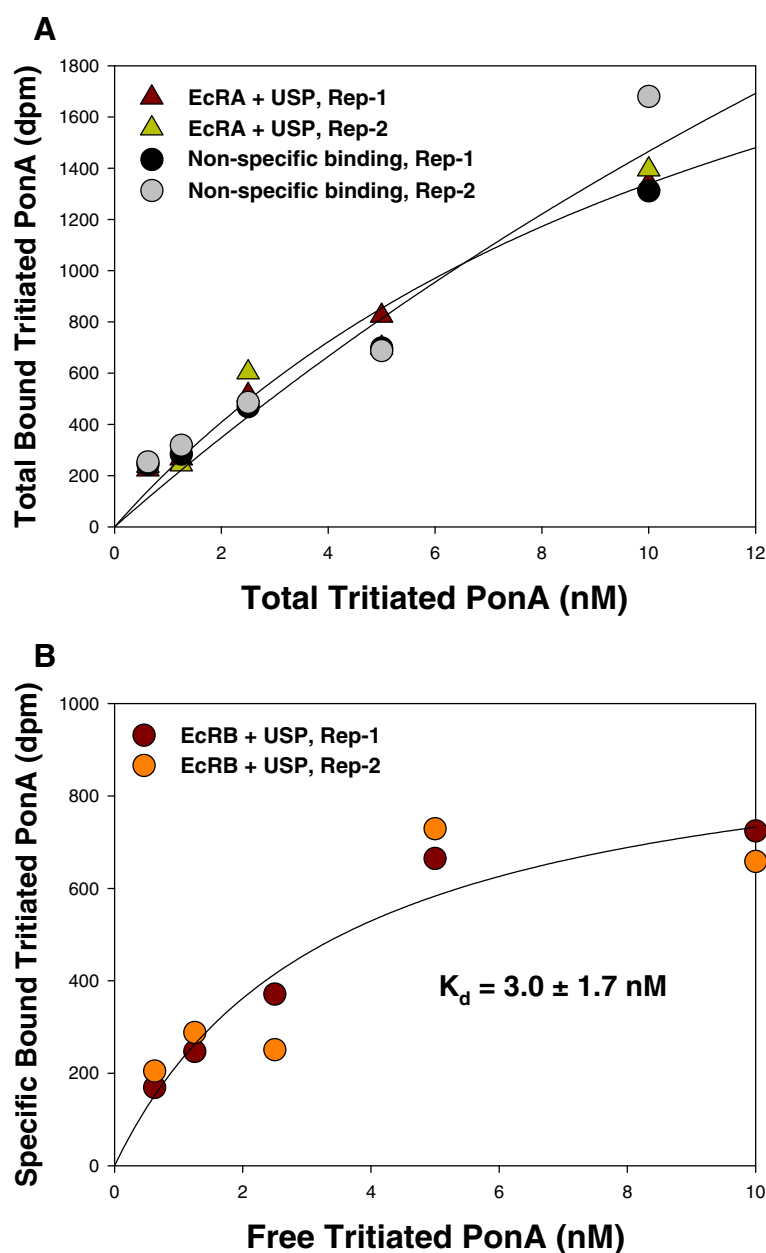 A
Total Bound Tritiated PonA (dpm)
1800
1600
1400
1200
1000
800
600
400
200
0
EcRA + USP, Rep-1
EcRA + USP, Rep-2
Non-specific binding, Rep-1
Non-specific binding, Rep-2
0 2 4 6 8 10 12
Total Tritiated PonA (nM)
B
Specific Bound Tritiated PonA (dpm)
1000
800
600
400
200
0
EcRB + USP, Rep-1
EcRB + USP, Rep-2
Kd = 3.0 ± 1.7 nM
0 2 4 6 8 10
Free Tritiated PonA (nM)